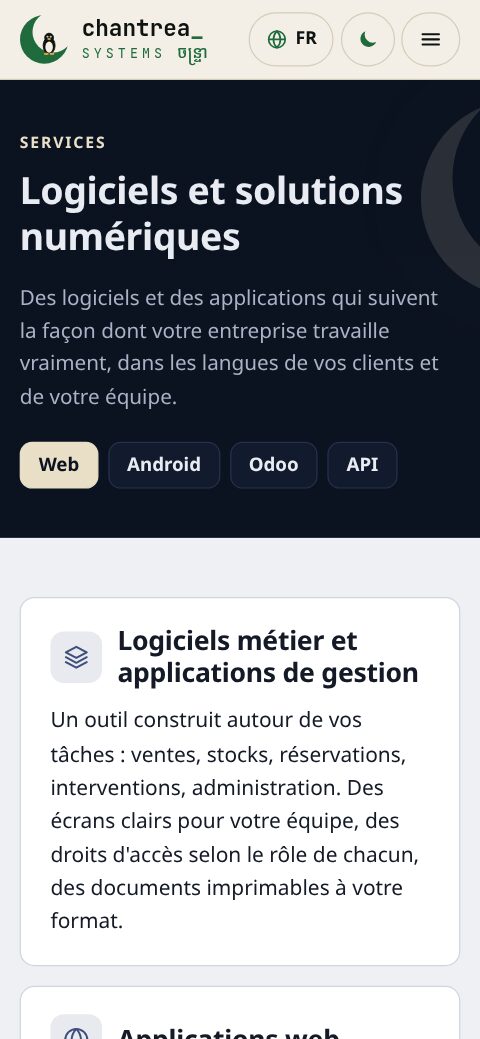 chantrea_
SYSTEMS ចន្ទ្រា
FR
SERVICES
Logiciels et solutions
numériques
Des logiciels et des applications qui suivent
la façon dont votre entreprise travaille
vraiment, dans les langues de vos clients et
de votre équipe.
Web
Android
Odoo
API
Logiciels métier et
applications de gestion
Un outil construit autour de vos
tâches : ventes, stocks, réservations,
interventions, administration. Des
écrans clairs pour votre équipe, des
droits d'accès selon le rôle de chacun,
des documents imprimables à votre
format.
Applications web